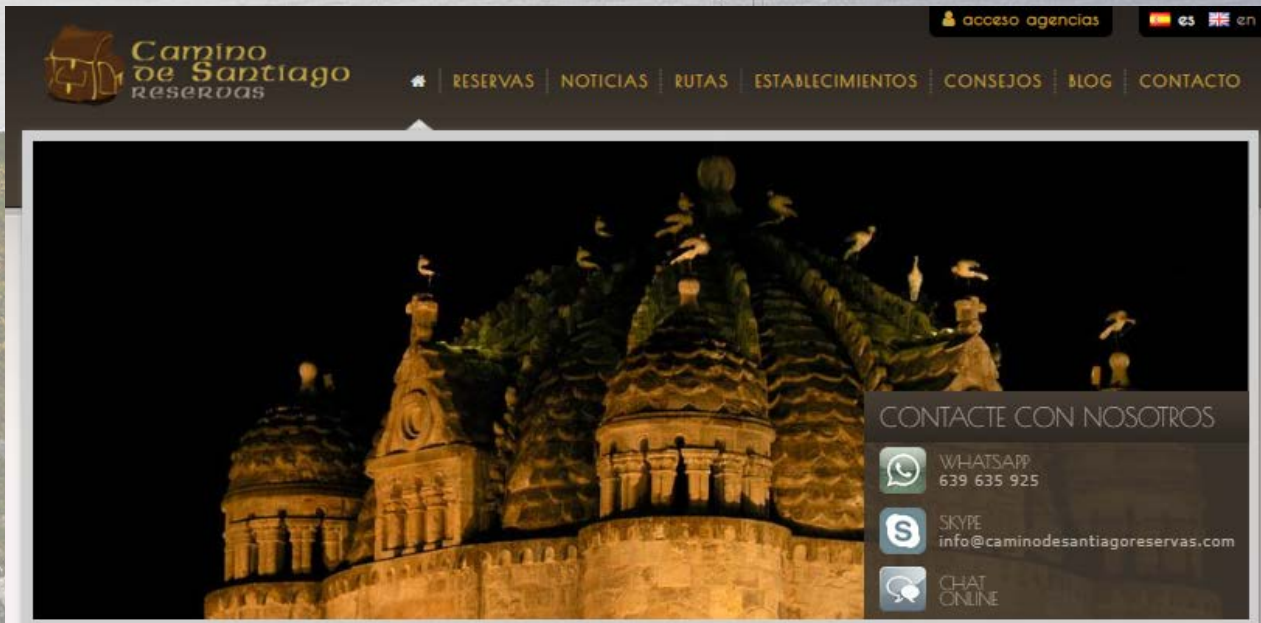 acceso agencias
es en
Camino
de Santiago
RESERVAS
RESERVAS NOTICIAS RUTAS ESTABLECIMIENTOS CONSEJOS BLOG CONTACTO
CONTACTE CON NOSOTROS
WHATSAPP
639 635 925
SKYPE
info@caminodesantiagoreservas.com
CHAT
ONLINE